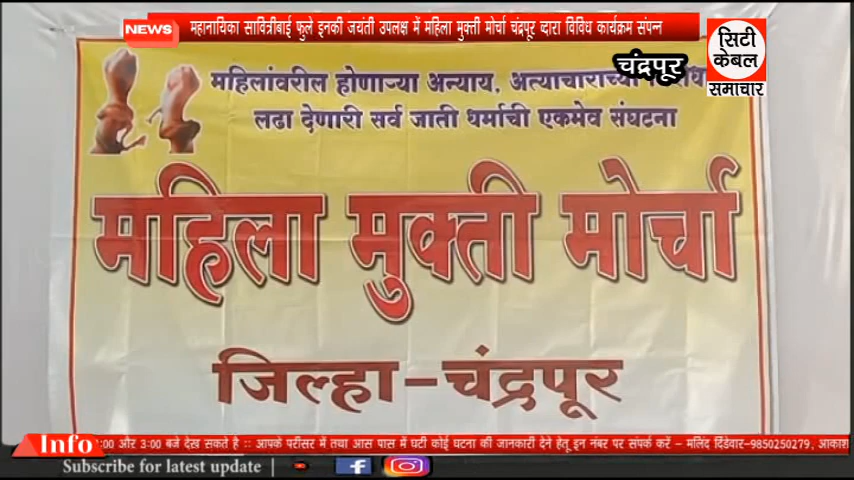 NEWS महानायिका सावित्रीबाई फुले इनकी जयंती उपलक्ष में महिला मुक्ती मोर्चा चंद्रपूर व्दारा विविध कार्यक्रम संपन्न
सिटी
केबल
समाचार
चंद्रपूर
महिलांवरील होणाऱ्या अन्याय, अत्याचाराच्या
लढा देणारी सर्व जाती धर्माची एकमेव संघटना
महिला मुक्ती मोर्चा
जिल्हा-चंद्रपूर
Info :00 और 3:00 बजे देख सकते है :: आपके परीसर में तथा आस पास में घटी कोई घटना की जानकारी देने हेतू इन नंबर पर संपर्क करें - मलिंद दिंडेवार-9850250279, आकाश
Subscribe for latest update |